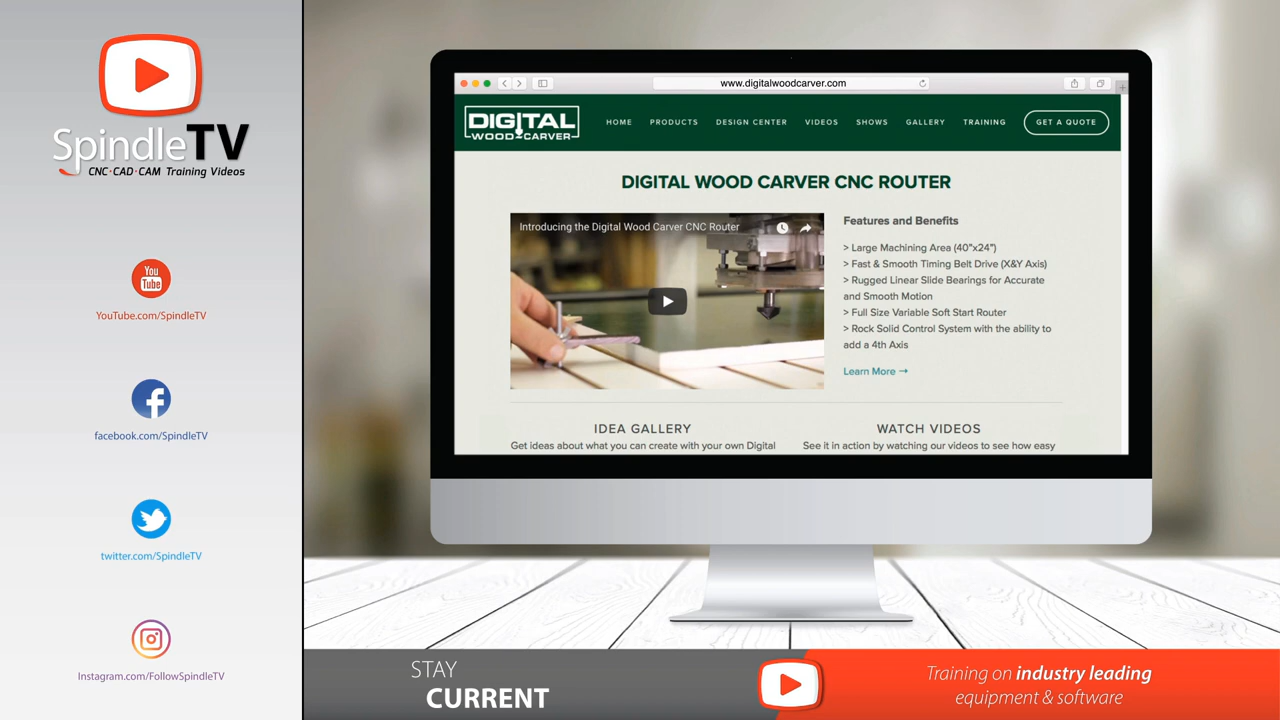 SpindleTV
CNC·CAD·CAM Training Videos
You
Tube
YouTube.com/SpindleTV
facebook.com/SpindleTV
twitter.com/SpindleTV
Instagram.com/FollowSpindleTV
www.digitalwoodcarver.com
DIGITAL
WOOD CARVER
HOME PRODUCTS DESIGN CENTER VIDEOS SHOWS GALLERY TRAINING GET A QUOTE
DIGITAL WOOD CARVER CNC ROUTER
Introducing the Digital Wood Carver CNC Router
Features and Benefits
> Large Machining Area (40"x24")
> Fast & Smooth Timing Belt Drive (X&Y Axis)
> Rugged Linear Slide Bearings for Accurate
and Smooth Motion
> Full Size Variable Soft Start Router
> Rock Solid Control System with the ability to
add a 4th Axis
Learn More →
IDEA GALLERY
Get ideas about what you can create with your own Digital
WATCH VIDEOS
See it in action by watching our videos to see how easy
STAY
CURRENT
Training on industry leading
equipment & software